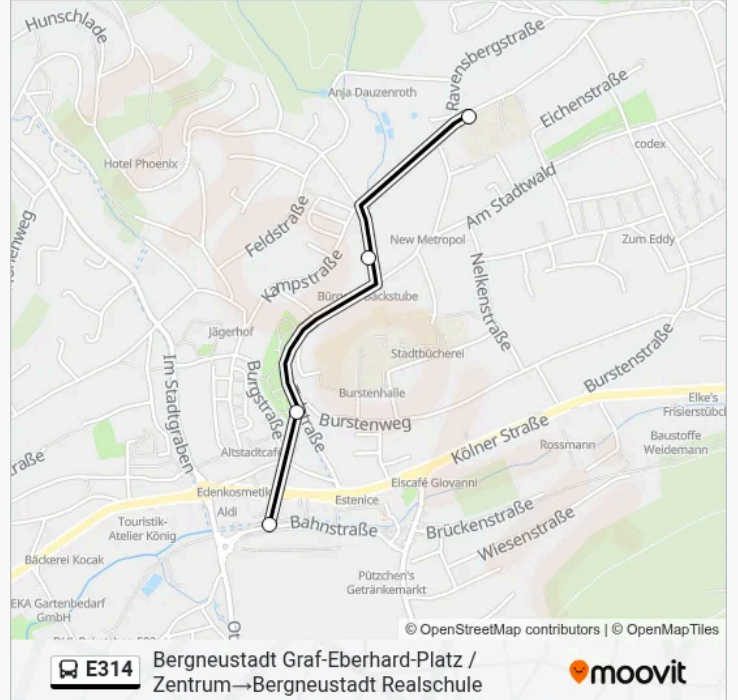 Hunschlade
Ravensbergstraße
Anja Dauzenroth
Eichenstraße
codex
Hotel Phoenix
Am Stadtwald
Feldstraße
New Metropol
Zum Eddy
Kampstraße
Nelkenstraße
Jägerhof
Stadtbücherei
Im-Stadtgraben
Burgstraße
Burstenhalle
Burstenstraße
Elke's
Burstenweg
Kölner Straße
Baustoffe
Weidemann
Rossmann
Altstadtcafé
Edenkosmetik
Eiscafé Giovanni
Estenice
Aldi
Touristik-
Atelier König
Bahnstraße
Brückenstraße
Wiesenstraße
Bäckerei Kocak
Pützchen's
Getränkemarkt
EKA Gartenbedarf
GmbH
© OpenStreetMap contributors | © OpenMapTiles
E314
Bergneustadt Graf-Eberhard-Platz /
Zentrum→Bergneustadt Realschule
moovit